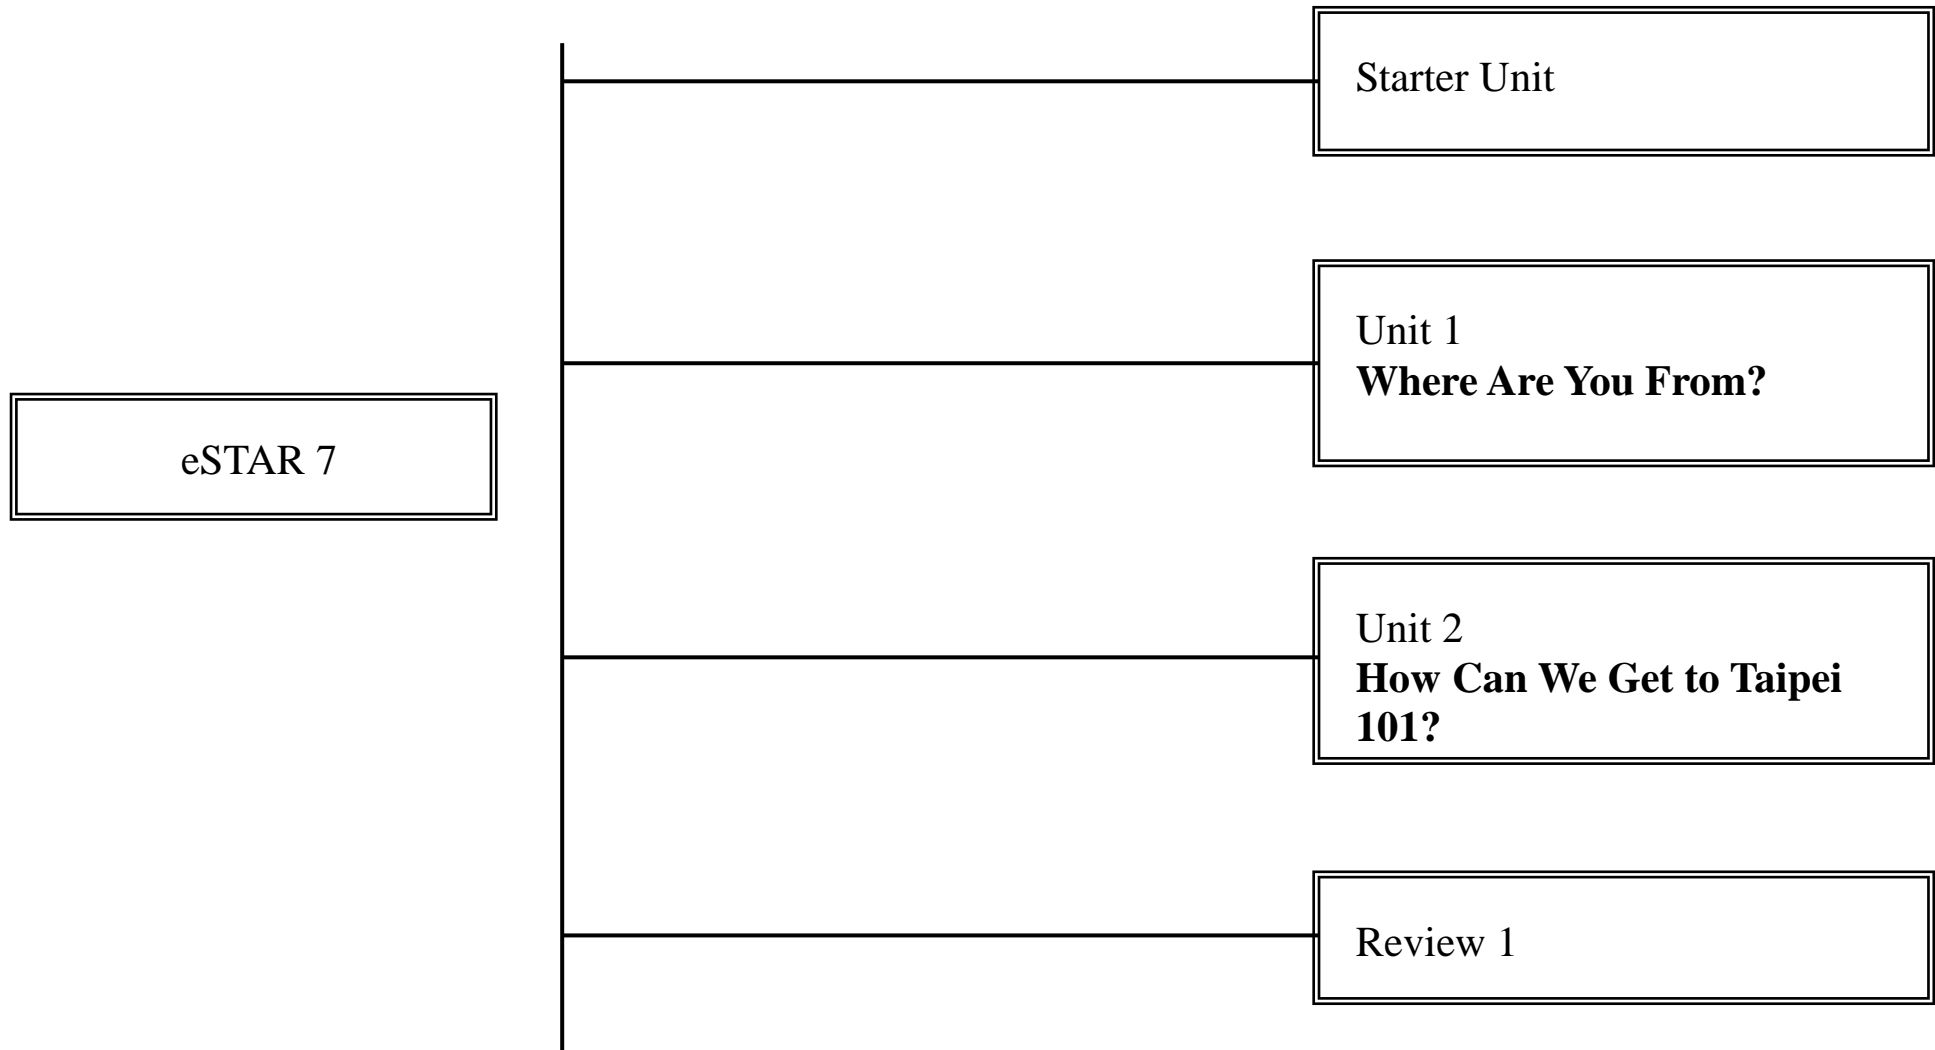 Starter Unit
Unit 1
Where Are You From?
eSTAR 7
Unit 2
How Can We Get to Taipei
101?
Review 1